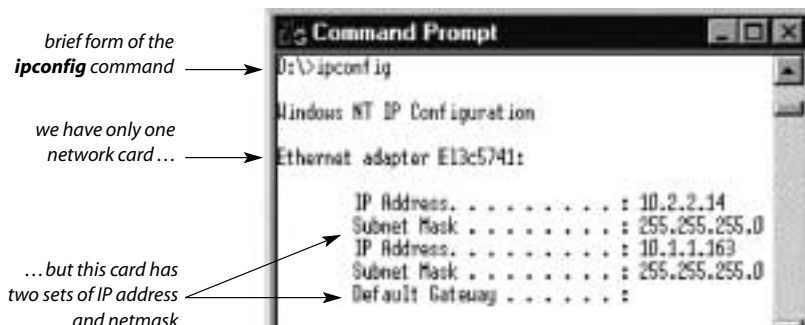 brief form of the
ipconfig command
we have only one
network card…
…but this card has
two sets of IP address
and netmask
Command Prompt
D:\>ipconfig
Windows NT IP Configuration
Ethernet adapter El3c5741:
IP Address. . . . . . . . . : 10.2.2.14
Subnet Mask . . . . . . . . : 255.255.255.0
IP Address. . . . . . . . . : 10.1.1.163
Subnet Mask . . . . . . . . : 255.255.255.0
Default Gateway . . . . . . :